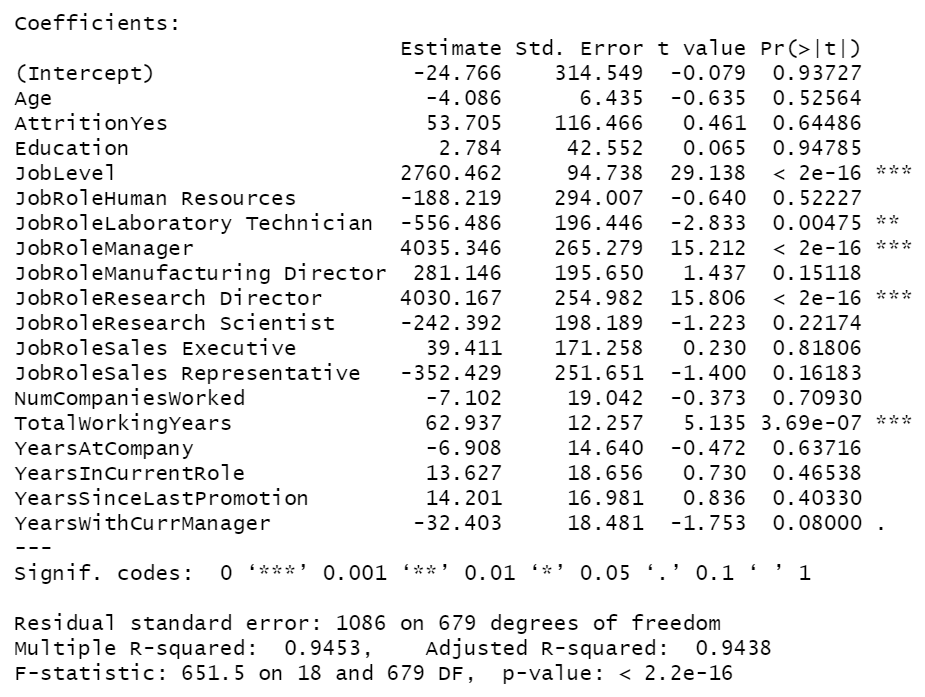 Coefficients:
Estimate Std. Error t value Pr(>|t|)
(Intercept) -24.766 314.549 -0.079 0.93727
Age -4.086 6.435 -0.635 0.52564
AttritionYes 53.705 116.466 0.461 0.64486
Education 2.784 42.552 0.065 0.94785
JobLevel 2760.462 94.738 29.138 < 2e-16 ***
JobRoleHuman Resources -188.219 294.007 -0.640 0.52227
JobRoleLaboratory Technician -556.486 196.446 -2.833 0.00475 **
JobRoleManager 4035.346 265.279 15.212 < 2e-16 ***
JobRoleManufacturing Director 281.146 195.650 1.437 0.15118
JobRoleResearch Director 4030.167 254.982 15.806 < 2e-16 ***
JobRoleResearch Scientist -242.392 198.189 -1.223 0.22174
JobRoleSales Executive 39.411 171.258 0.230 0.81806
JobRoleSales Representative -352.429 251.651 -1.400 0.16183
NumCompaniesWorked -7.102 19.042 -0.373 0.70930
TotalWorkingYears 62.937 12.257 5.135 3.69e-07 ***
YearsAtCompany -6.908 14.640 -0.472 0.63716
YearsInCurrentRole 13.627 18.656 0.730 0.46538
YearsSinceLastPromotion 14.201 16.981 0.836 0.40330
YearsWithCurrManager -32.403 18.481 -1.753 0.08000 .
---
Signif. codes: 0 ‘***’ 0.001 ‘**’ 0.01 ‘*’ 0.05 ‘.’ 0.1 ‘ ’ 1
Residual standard error: 1086 on 679 degrees of freedom
Multiple R-squared: 0.9453, Adjusted R-squared: 0.9438
F-statistic: 651.5 on 18 and 679 DF, p-value: < 2.2e-16